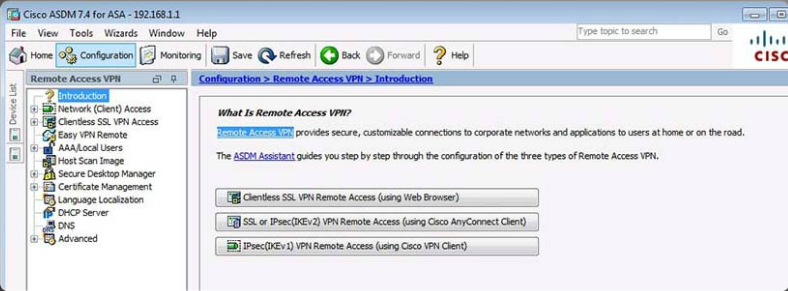 Cisco ASDM 7.4 for ASA - 192.168.1.1
File View Tools Wizards Window Help
Type topic to search Go
Home Configuration Monitoring Save Refresh Back Forward Help
CISC
Device List
Remote Access VPN
Introduction
Network (Client) Access
Clientless SSL VPN Access
Easy VPN Remote
AAA/Local Users
Host Scan Image
Secure Desktop Manager
Certificate Management
Language Localization
DHCP Server
DNS
Advanced
Configuration > Remote Access VPN > Introduction
What Is Remote Access VPN?
Remote Access VPN provides secure, customizable connections to corporate networks and applications to users at home or on the road.
The ASDM Assistant guides you step by step through the configuration of the three types of Remote Access VPN.
Clientless SSL VPN Remote Access (using Web Browser)
SSL or IPsec(IKEv2) VPN Remote Access (using Cisco AnyConnect Client)
IPsec(IKEv1) VPN Remote Access (using Cisco VPN Client)